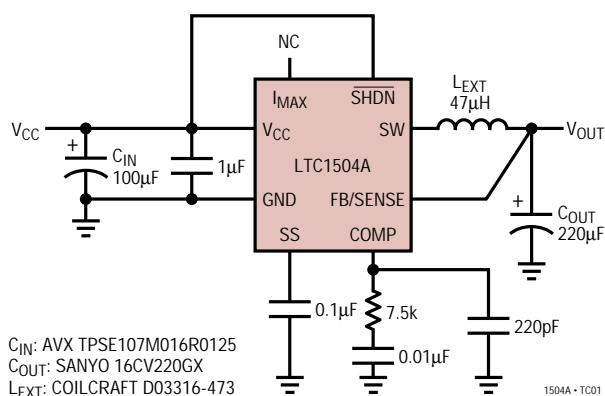 NC
I_MAX
SHDN
V_CC
V_CC
SW
L_EXT
47µH
V_OUT
+
C_IN
100µF
1µF
LTC1504A
GND
FB/SENSE
+
C_OUT
220µF
SS
COMP
0.1µF
7.5k
0.01µF
220pF
C_IN: AVX TPSE107M016R0125
C_OUT: SANYO 16CV220GX
L_EXT: COILCRAFT D03316-473
1504A • TC01